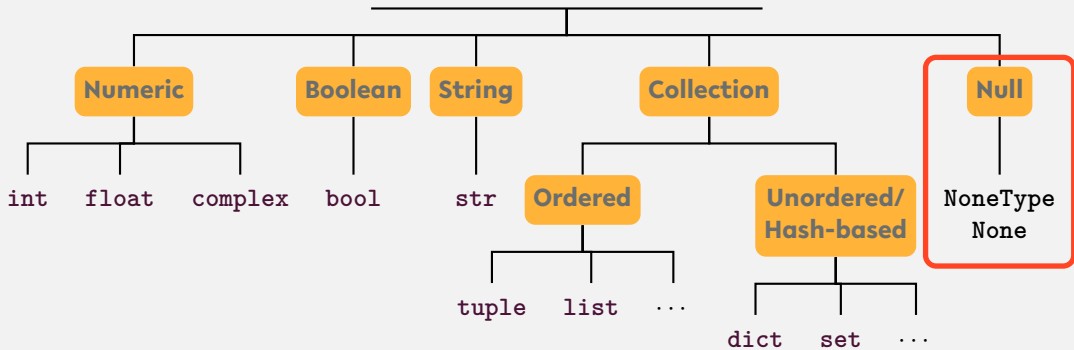 Numeric Boolean String Collection Null
int float complex bool str Ordered Unordered/ NoneType
Hash-based None
tuple list ...
dict set ...